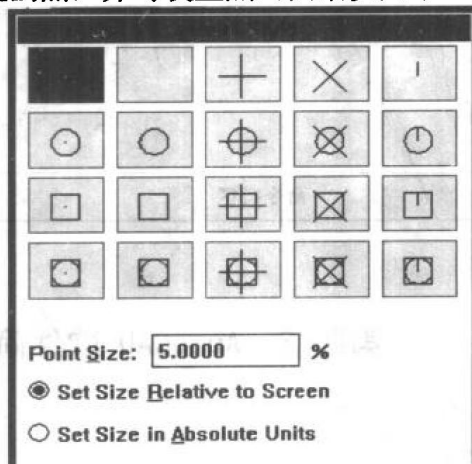 Point Size: 5.0000 %
Set Size Relative to Screen
Set Size in Absolute Units